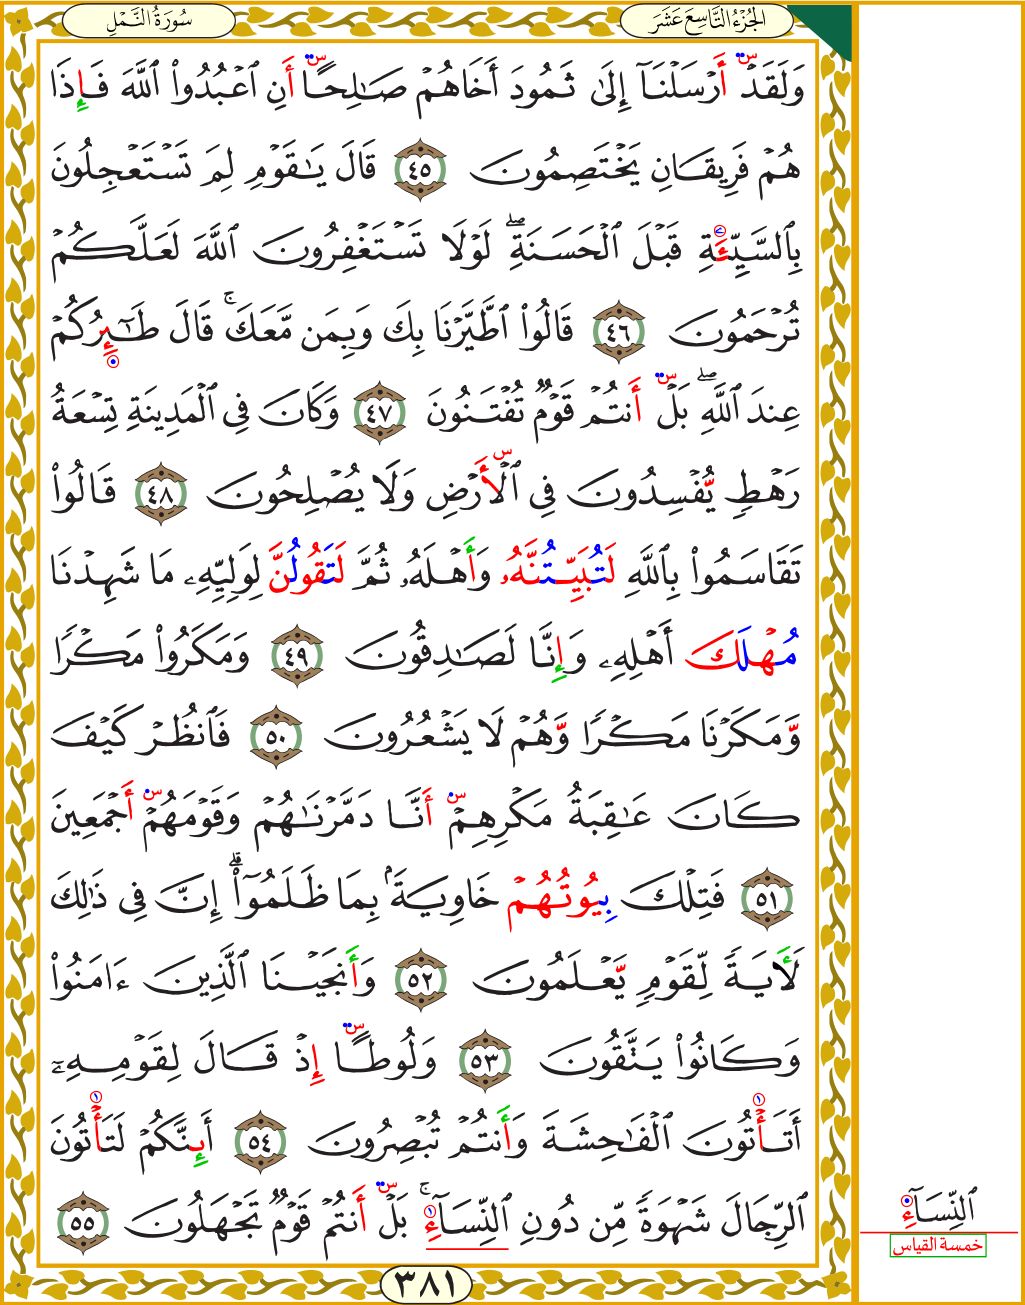 الجُزْءُ التَّاسِعَ عَشَرَ
سُورَةُ النَّمْلِ
وَلَقَدْ أَرْسَلْنَآ إِلَىٰ ثَمُودَ أَخَاهُمْ صَـٰلِحًا أَنِ ٱعْبُدُوا۟ ٱللَّهَ فَإِذَا
هُمْ فَرِيقَـانِ يَخْتَصِمُونَ ٤٥ قَالَ يَـٰقَوْمِ لِمَ تَسْتَعْجِلُونَ
بِٱلسَّيِّئَةِ قَبْلَ ٱلْحَسَنَةِ ۖ لَوْلَا تَسْتَغْفِرُونَ ٱللَّهَ لَعَلَّكُمْ
تُرْحَمُونَ ٤٦ قَالُوا۟ ٱطَّيَّرْنَا بِكَ وَبِمَن مَّعَكَ ۚ قَالَ طَـٰٓئِرُكُمْ
عِندَ ٱللَّهِ ۖ بَلْ أَنتُمْ قَوْمٌ تُفْتَنُونَ ٤٧ وَكَانَ فِى ٱلْمَدِينَةِ تِسْعَةُ
رَهْطٍ يُفْسِدُونَ فِى ٱلْأَرْضِ وَلَا يُصْلِحُونَ ٤٨ قَالُوا۟
تَقَاسَمُوا۟ بِٱللَّهِ لَتُبَيِّتُنَّهُۥ وَأَهْلَهُۥ ثُمَّ لَتَقُولُنَّ لِوَلِيِّهِۦ مَا شَهِدْنَا
مُهْلَكَ أَهْلِهِۦ وَإِنَّا لَصَـٰدِقُونَ ٤٩ وَمَكَرُوا۟ مَكْرًا
وَّمَكَرْنَا مَكْرًا وَّهُمْ لَا يَشْعُرُونَ ٥٠ فَٱنظُرْ كَيْفَ
كَانَ عَـٰقِبَةُ مَكْرِهِمْ أَنَّا دَمَّرْنَـٰهُمْ وَقَوْمَهُمْ أَجْمَعِينَ
٥١ فَتِلْكَ بِيُوتُهُمْ خَاوِيَةًۢ بِمَا ظَلَمُوٓا۟ ۗ إِنَّ فِى ذَٰلِكَ
لَـَٔايَةً لِّقَوْمٍ يَّعْلَمُونَ ٥٢ وَأَنجَيْنَا ٱلَّذِينَ ءَامَنُوا۟
وَكَانُوا۟ يَتَّقُونَ ٥٣ وَلُوطًا إِذْ قَالَ لِقَوْمِهِۦٓ
أَتَأْتُونَ ٱلْفَـٰحِشَةَ وَأَنتُمْ تُبْصِرُونَ ٥٤ أَئِنَّكُمْ لَتَأْتُونَ
ٱلرِّجَالَ شَهْوَةً مِّن دُونِ ٱلنِّسَآءِ ۚ بَلْ أَنتُمْ قَوْمٌ تَجْهَلُونَ ٥٥
ٱلنِّسَآءِ
خمسة القياس
٣٨١